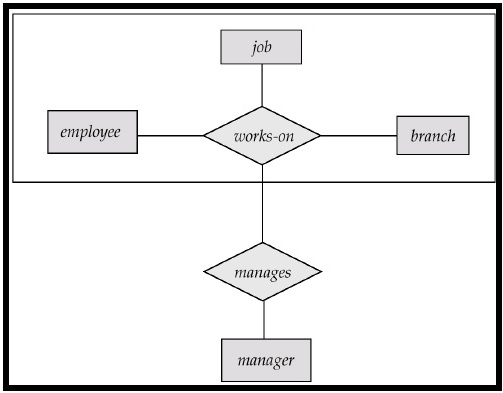 job
employee
works-on
branch
manages
manager